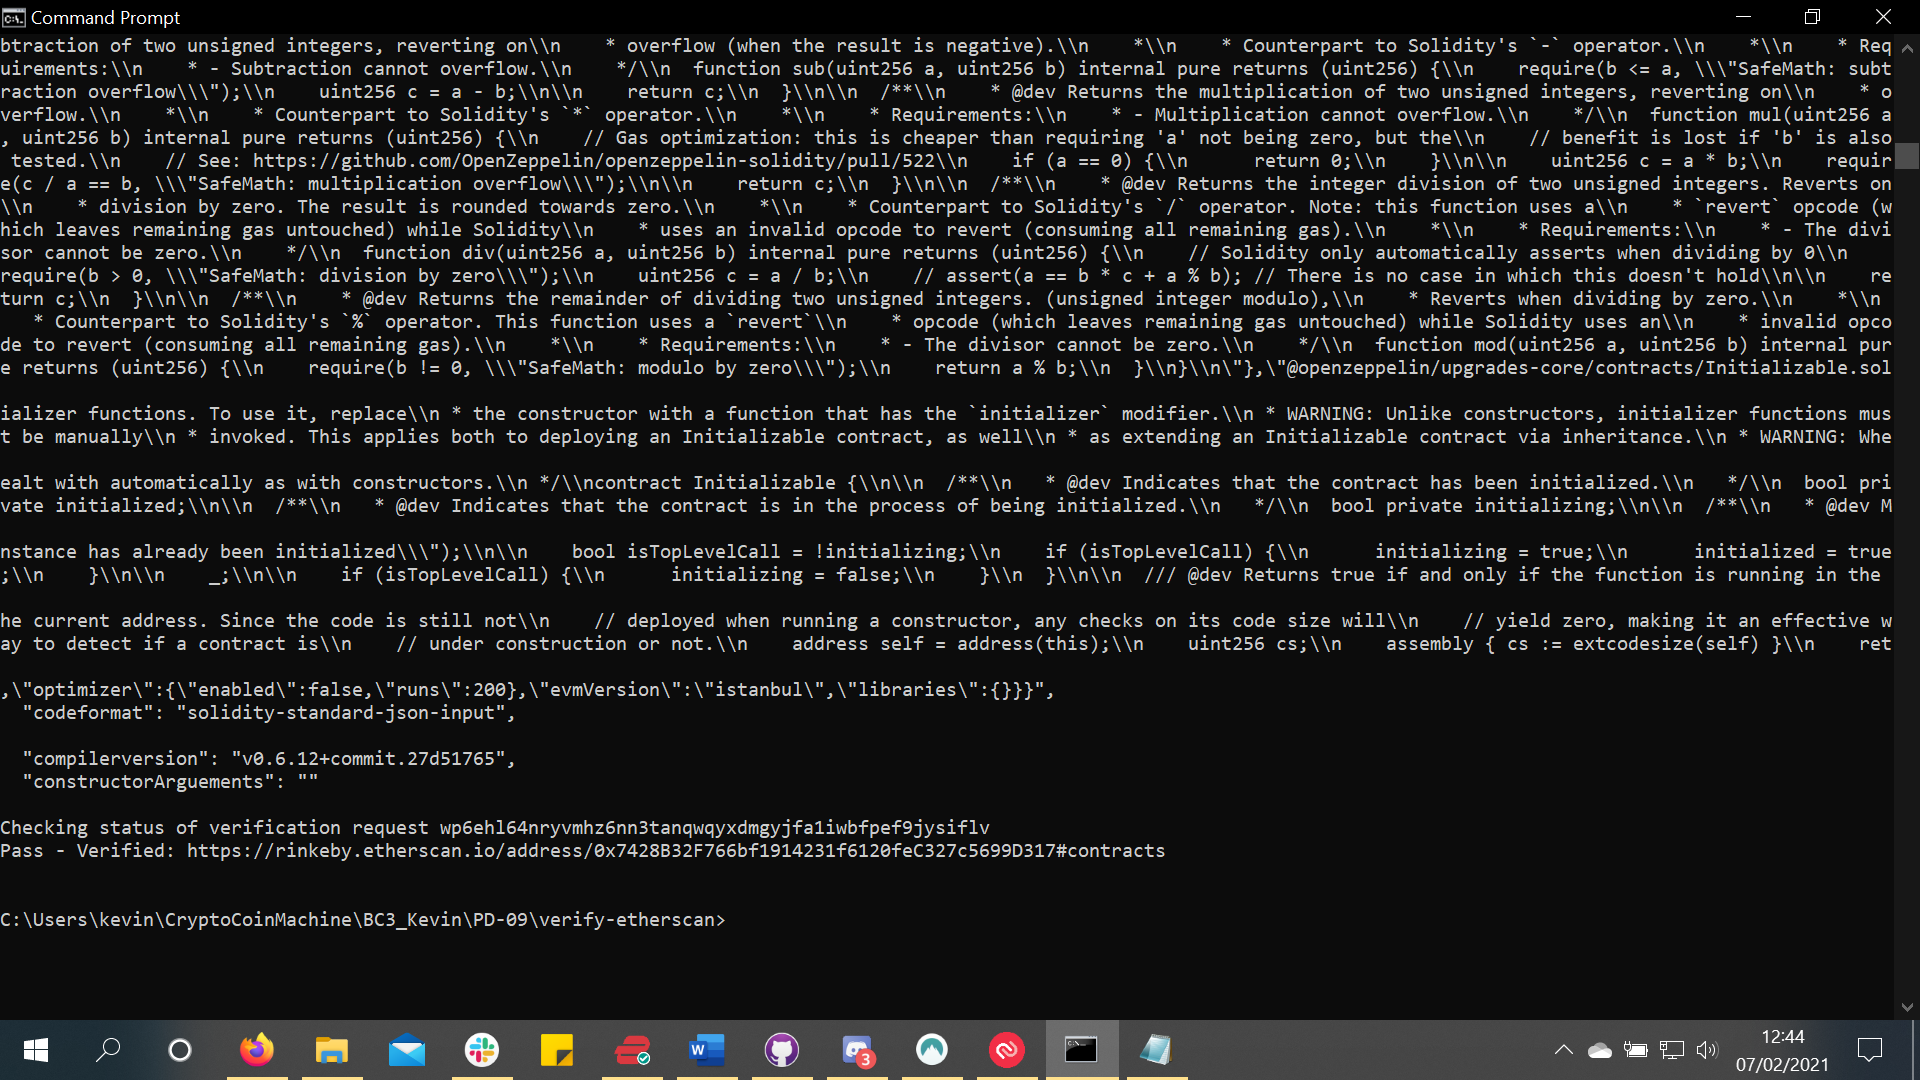 Command Prompt
btraction of two unsigned integers, reverting on\\n    * overflow (when the result is negative).\\n    *\\n    * Counterpart to Solidity's `-` operator.\\n    *\\n    * Req
uirements:\\n    * - Subtraction cannot overflow.\\n    */\\n  function sub(uint256 a, uint256 b) internal pure returns (uint256) {\\n    require(b <= a, \\\"SafeMath: subt
raction overflow\\\");\\n    uint256 c = a - b;\\n\\n    return c;\\n  }\\n\\n  /**\\n    * @dev Returns the multiplication of two unsigned integers, reverting on\\n    * o
verflow.\\n    *\\n    * Counterpart to Solidity's `*` operator.\\n    *\\n    * Requirements:\\n    * - Multiplication cannot overflow.\\n    */\\n  function mul(uint256 a
, uint256 b) internal pure returns (uint256) {\\n    // Gas optimization: this is cheaper than requiring 'a' not being zero, but the\\n    // benefit is lost if 'b' is also
 tested.\\n    // See: https://github.com/OpenZeppelin/openzeppelin-solidity/pull/522\\n    if (a == 0) {\\n      return 0;\\n    }\\n\\n    uint256 c = a * b;\\n    requir
e(c / a == b, \\\"SafeMath: multiplication overflow\\\");\\n\\n    return c;\\n  }\\n\\n  /**\\n    * @dev Returns the integer division of two unsigned integers. Reverts on
\\n    * division by zero. The result is rounded towards zero.\\n    *\\n    * Counterpart to Solidity's `/` operator. Note: this function uses a\\n    * `revert` opcode (w
hich leaves remaining gas untouched) while Solidity\\n    * uses an invalid opcode to revert (consuming all remaining gas).\\n    *\\n    * Requirements:\\n    * - The divi
sor cannot be zero.\\n    */\\n  function div(uint256 a, uint256 b) internal pure returns (uint256) {\\n    // Solidity only automatically asserts when dividing by 0\\n    
require(b > 0, \\\"SafeMath: division by zero\\\");\\n    uint256 c = a / b;\\n    // assert(a == b * c + a % b); // There is no case in which this doesn't hold\\n\\n    re
turn c;\\n  }\\n\\n  /**\\n    * @dev Returns the remainder of dividing two unsigned integers. (unsigned integer modulo),\\n    * Reverts when dividing by zero.\\n    *\\n 
   * Counterpart to Solidity's `%` operator. This function uses a `revert`\\n    * opcode (which leaves remaining gas untouched) while Solidity uses an\\n    * invalid opco
de to revert (consuming all remaining gas).\\n    *\\n    * Requirements:\\n    * - The divisor cannot be zero.\\n    */\\n  function mod(uint256 a, uint256 b) internal pur
e returns (uint256) {\\n    require(b != 0, \\\"SafeMath: modulo by zero\\\");\\n    return a % b;\\n  }\\n}\\n\"},\"@openzeppelin/upgrades-core/contracts/Initializable.sol
ializer functions. To use it, replace\\n * the constructor with a function that has the `initializer` modifier.\\n * WARNING: Unlike constructors, initializer functions mus
t be manually\\n * invoked. This applies both to deploying an Initializable contract, as well\\n * as extending an Initializable contract via inheritance.\\n * WARNING: Whe
ealt with automatically as with constructors.\\n */\\ncontract Initializable {\\n\\n  /**\\n   * @dev Indicates that the contract has been initialized.\\n   */\\n  bool pri
vate initialized;\\n\\n  /**\\n   * @dev Indicates that the contract is in the process of being initialized.\\n   */\\n  bool private initializing;\\n\\n  /**\\n   * @dev M
nstance has already been initialized\\\");\\n\\n    bool isTopLevelCall = !initializing;\\n    if (isTopLevelCall) {\\n      initializing = true;\\n      initialized = true
;\\n    }\\n\\n    _;\\n\\n    if (isTopLevelCall) {\\n      initializing = false;\\n    }\\n  }\\n\\n  /// @dev Returns true if and only if the function is running in the
he current address. Since the code is still not\\n    // deployed when running a constructor, any checks on its code size will\\n    // yield zero, making it an effective w
ay to detect if a contract is\\n    // under construction or not.\\n    address self = address(this);\\n    uint256 cs;\\n    assembly { cs := extcodesize(self) }\\n    ret
,\"optimizer\":{\"enabled\":false,\"runs\":200},\"evmVersion\":\"istanbul\",\"libraries\":{}}}",
  "codeformat": "solidity-standard-json-input",
  "compilerversion": "v0.6.12+commit.27d51765",
  "constructorArguements": ""
Checking status of verification request wp6ehl64nryvmhz6nn3tanqwqyxdmgyjfa1iwbfpef9jysiflv
Pass - Verified: https://rinkeby.etherscan.io/address/0x7428B32F766bf1914231f6120feC327c5699D317#contracts
C:\Users\kevin\CryptoCoinMachine\BC3_Kevin\PD-09\verify-etherscan>
3
12:44
07/02/2021